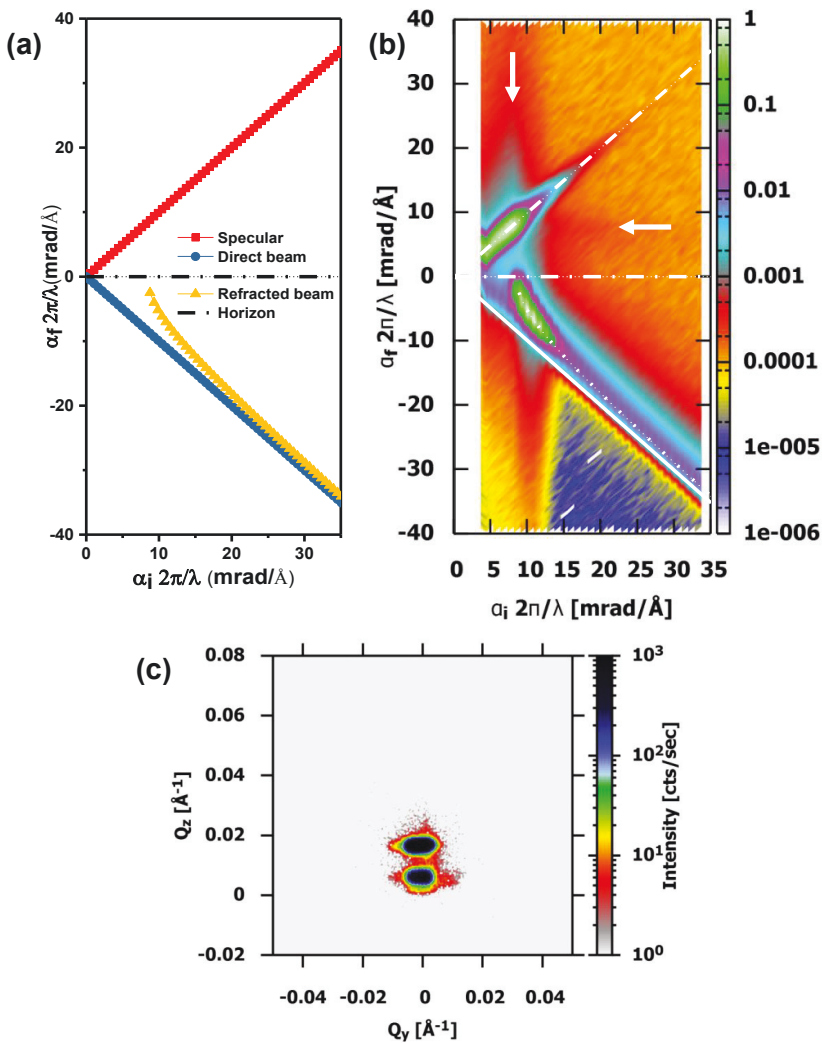 (a)
40
20
0
-20
-40
αf 2π/λ(mrad/Å)
Specular
Direct beam
Refracted beam
Horizon
0 10 20 30
αi 2π/λ (mrad/Å)
(b)
40
30
20
10
0
-10
-20
-30
-40
αf 2π/λ [mrad/Å]
0 5 10 15 20 25 30 35
αi 2π/λ [mrad/Å]
1
0.1
0.01
0.001
0.0001
1e-005
1e-006
(c)
0.08
0.06
0.04
0.02
0
-0.02
Qz [Å-1]
-0.04 -0.02 0 0.02 0.04
Qy [Å-1]
10³
10²
10¹
10⁰
Intensity [cts/sec]